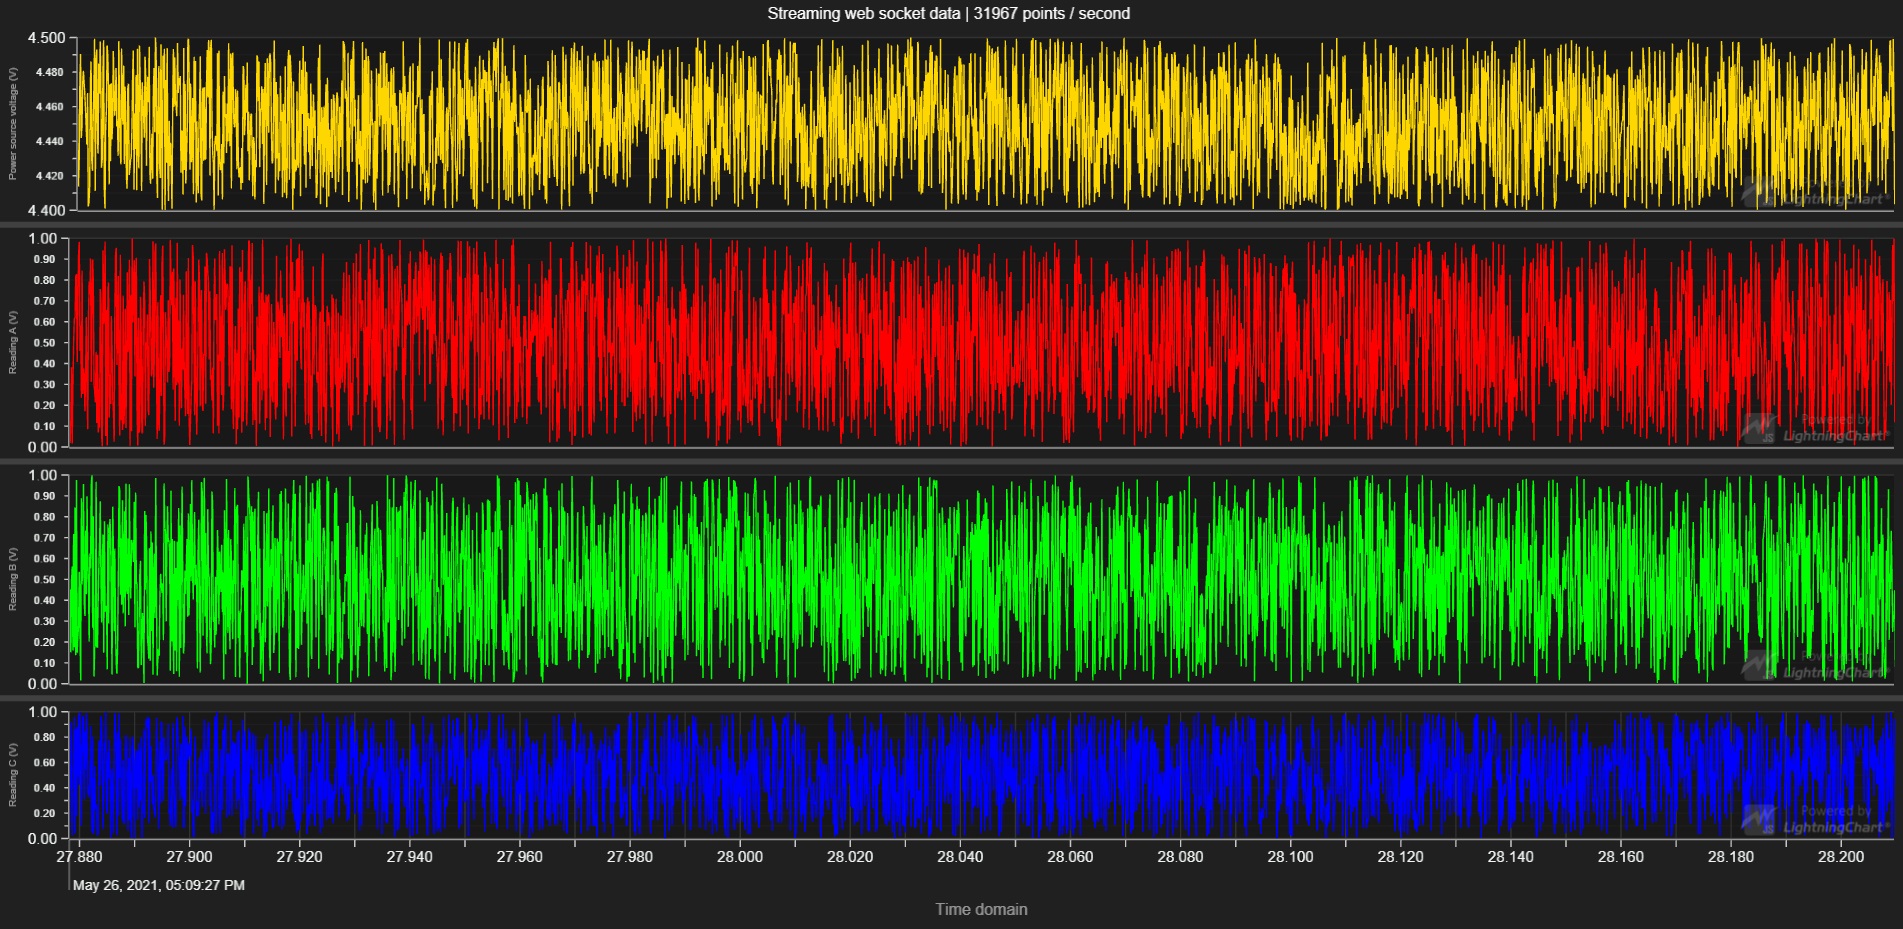 Streaming web socket data | 31967 points / second
Power source voltage (V)
4.500
4.480
4.460
4.440
4.420
4.400
LightningChart®
Reading A (V)
1.00
0.90
0.80
0.70
0.60
0.50
0.40
0.30
0.20
0.10
0.00
Powered by
JS LightningChart®
Reading B (V)
1.00
0.90
0.80
0.70
0.60
0.50
0.40
0.30
0.20
0.10
0.00
Powered by
JS LightningChart®
Reading C (V)
1.00
0.80
0.60
0.40
0.20
0.00
Powered by
JS LightningChart®
27.880 27.900 27.920 27.940 27.960 27.980 28.000 28.020 28.040 28.060 28.080 28.100 28.120 28.140 28.160 28.180 28.200
May 26, 2021, 05:09:27 PM
Time domain